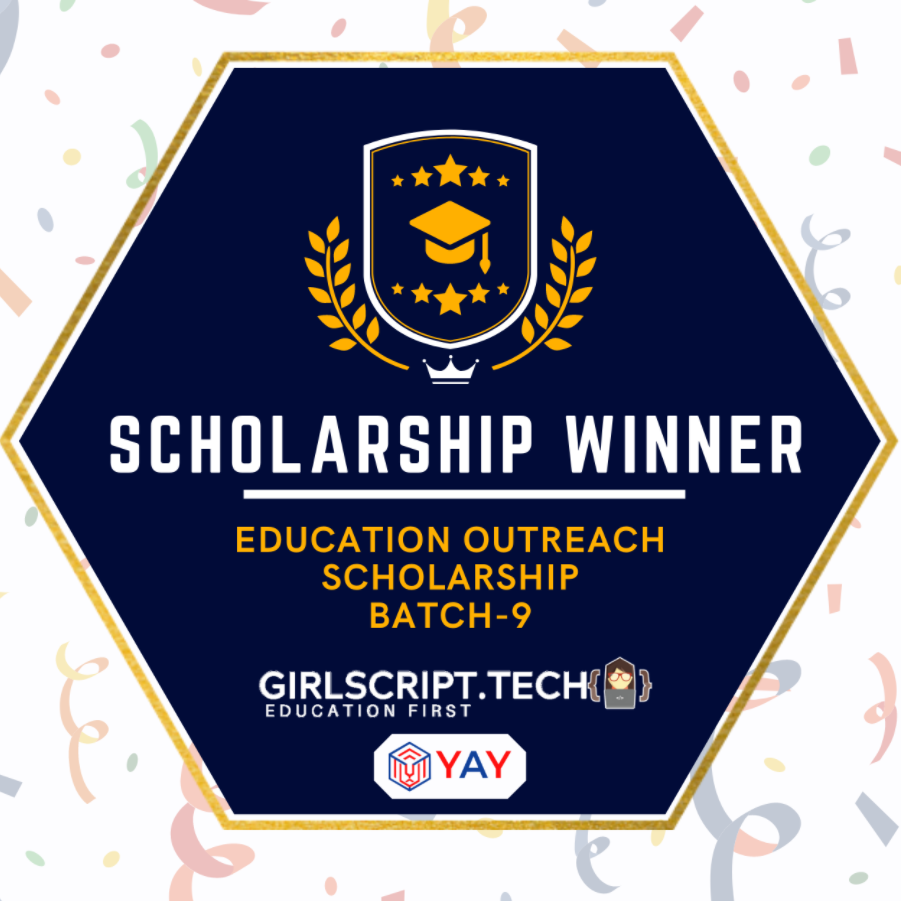 SCHOLARSHIP WINNER
EDUCATION OUTREACH
SCHOLARSHIP
BATCH-9
GIRLSCRIPT.TECH
EDUCATION FIRST
YAY